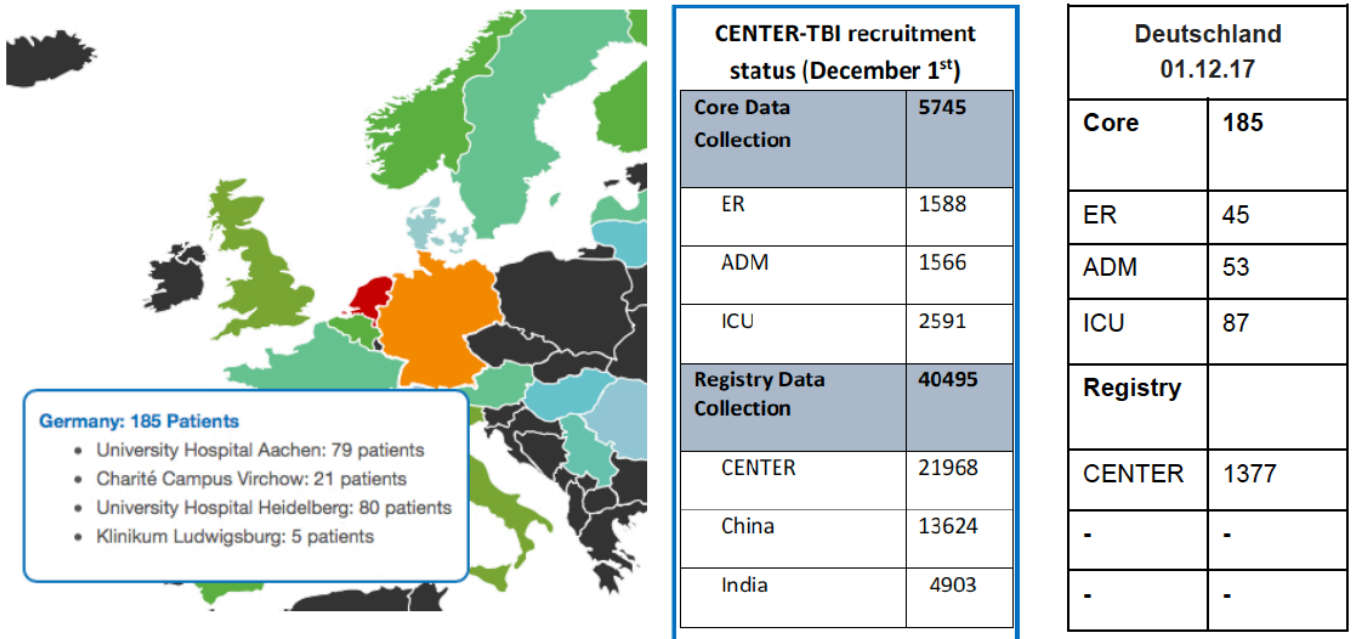 Germany: 185 Patients
• University Hospital Aachen: 79 patients
• Charité Campus Virchow: 21 patients
• University Hospital Heidelberg: 80 patients
• Klinikum Ludwigsburg: 5 patients
CENTER-TBI recruitment
status (December 1st)
Core Data 5745
Collection
ER 1588
ADM 1566
ICU 2591
Registry Data 40495
Collection
CENTER 21968
China 13624
India 4903
Deutschland
01.12.17
Core 185
ER 45
ADM 53
ICU 87
Registry
CENTER 1377
- -
- -